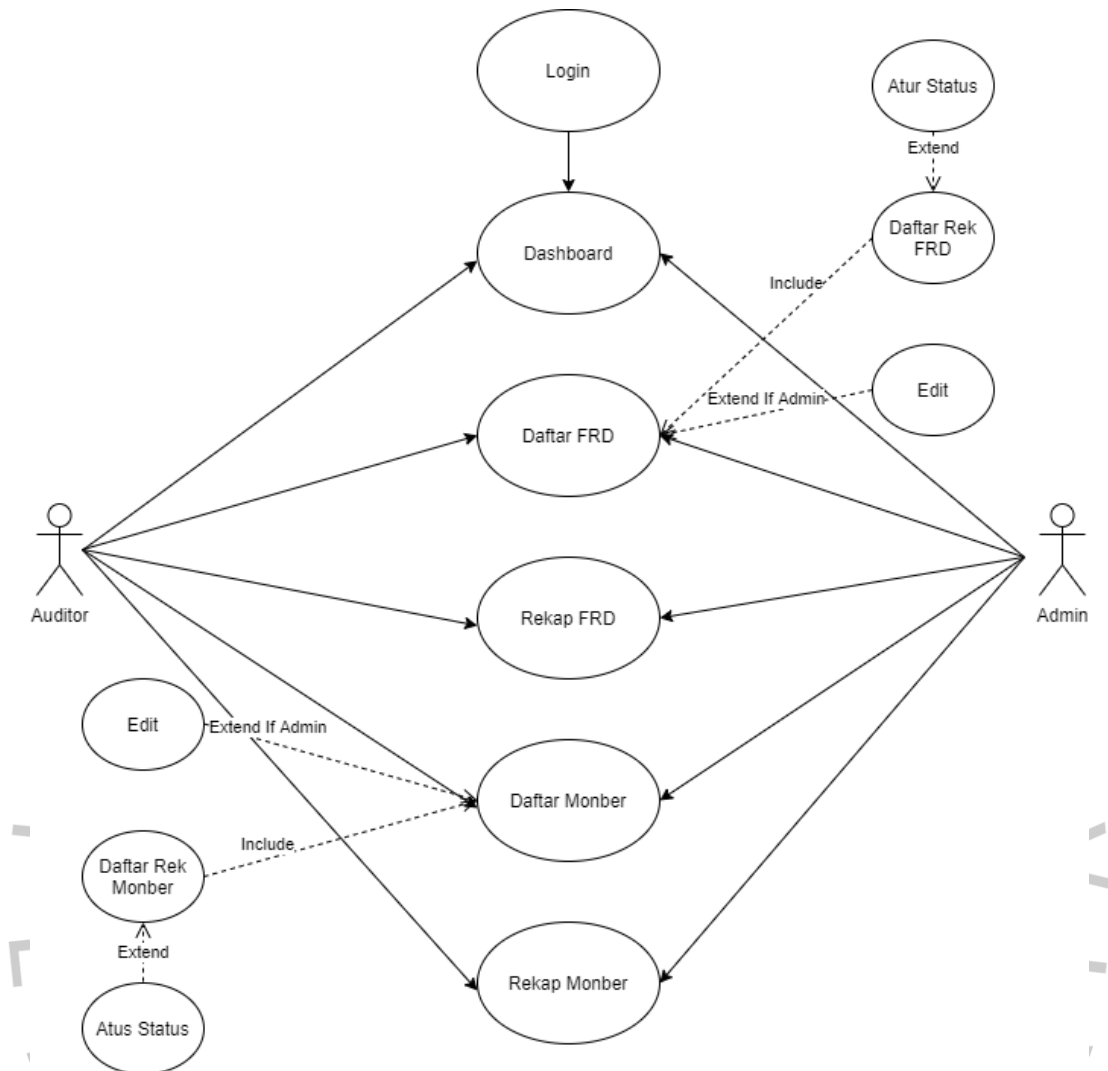 Login
Atur Status
Extend
Daftar Rek
FRD
Dashboard
Include
Edit
Extend If Admin
Daftar FRD
Auditor
Rekap FRD
Admin
Edit
Extend If Admin
Daftar Monber
Include
Daftar Rek
Monber
Extend
Rekap Monber
Atus Status